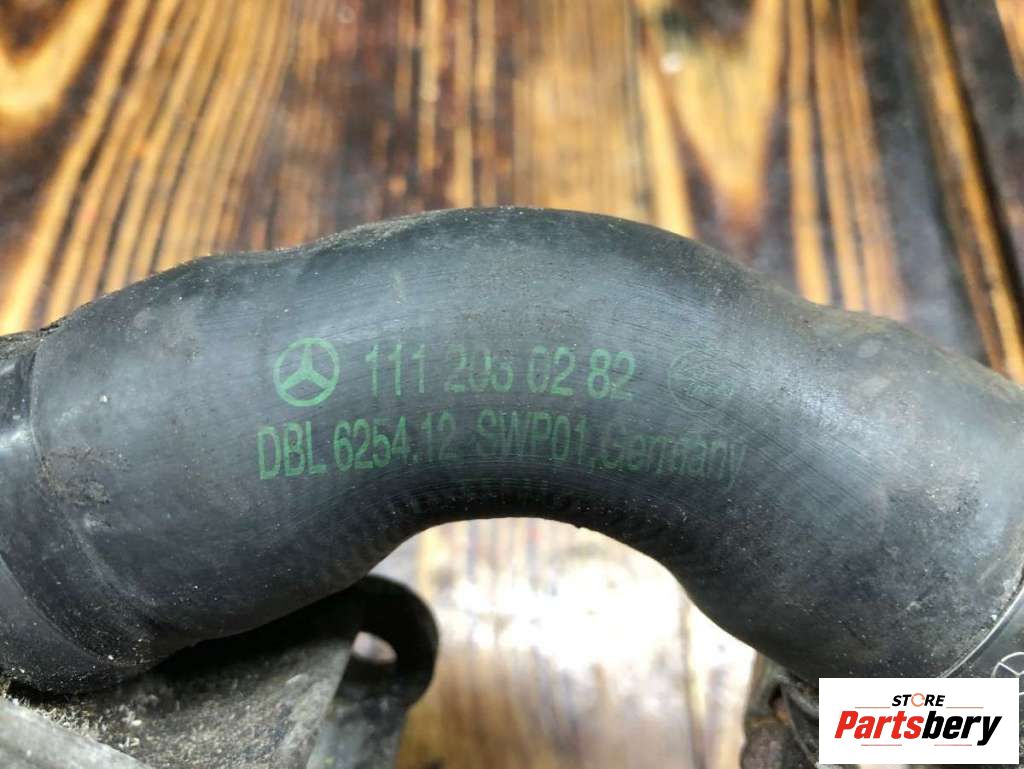 111 203 02 82
DBL 6254.12 SWP01, Germany
STORE
Partsbery